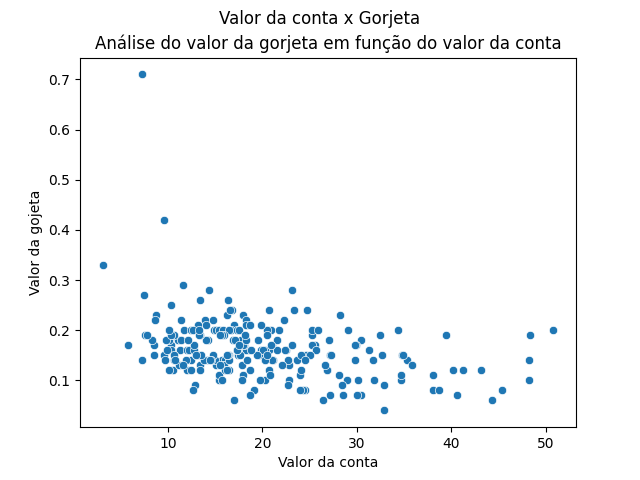 Valor da conta x Gorjeta
Análise do valor da gorjeta em função do valor da conta
0.7
0.6
0.5
0.4
0.3
0.2
0.1
Valor da gojeta
10 20 30 40 50
Valor da conta